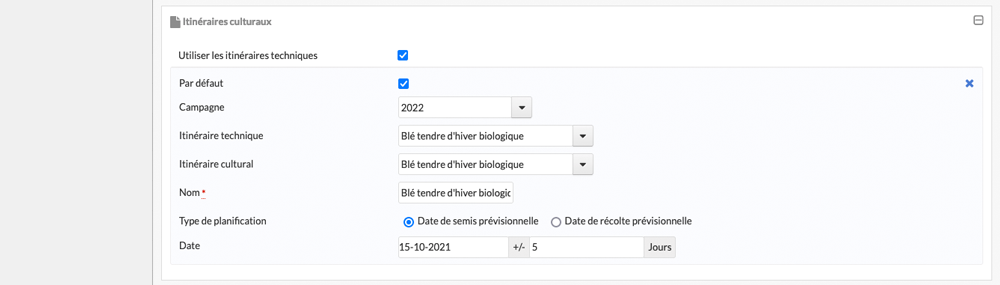 Itinéraires culturaux
Utiliser les itinéraires techniques
Par défaut
Campagne 2022
Itinéraire technique Blé tendre d'hiver biologique
Itinéraire cultural Blé tendre d'hiver biologique
Nom * Blé tendre d'hiver biologic
Type de planification Date de semis prévisionnelle Date de récolte prévisionnelle
Date 15-10-2021 +/- 5 Jours